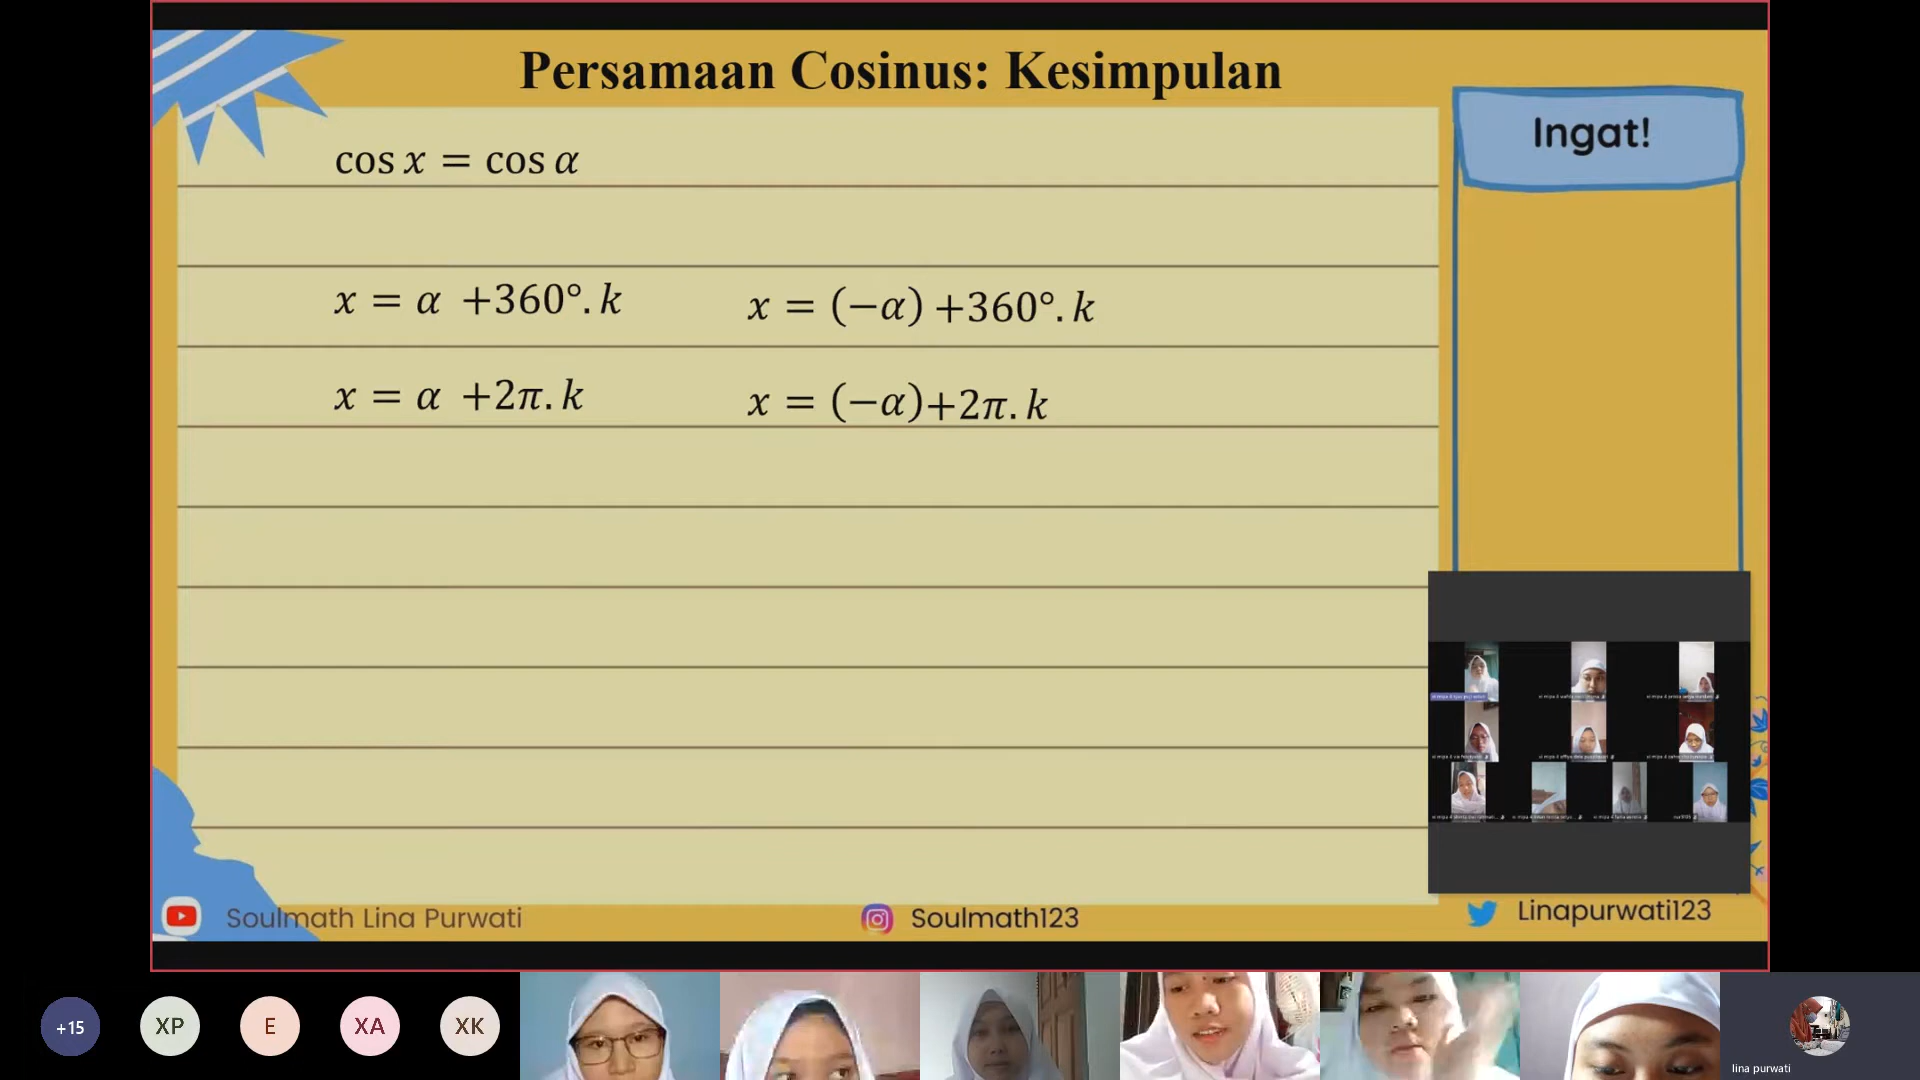 Persamaan Cosinus: Kesimpulan
Ingat!
cos x = cos α
x = α +360°. k
x = (−α) +360°. k
x = α +2π. k
x = (−α)+2π. k
Soulmath Lina Purwati
Soulmath123
Linapurwati123
+15
XP
E
XA
XK
lina purwati